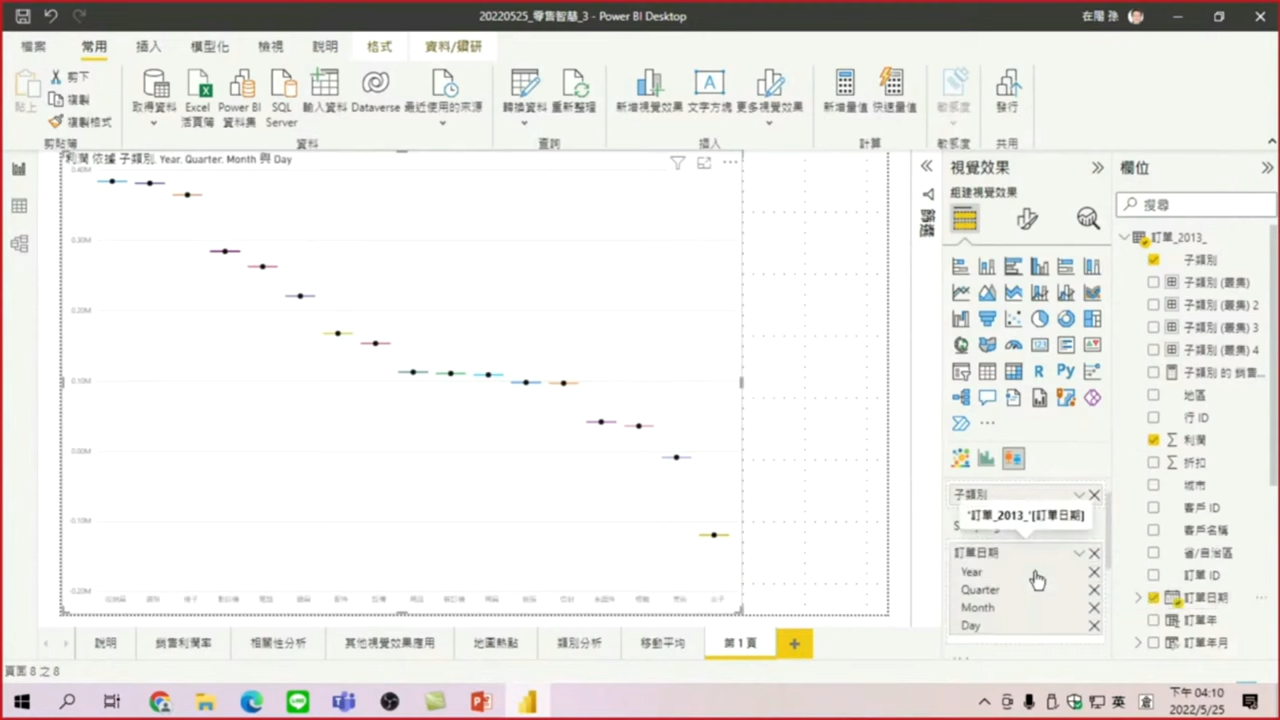 20220525_零售智慧_3 - Power BI Desktop
在陽 孫
檔案 常用 插入 模型化 檢視 說明 格式 資料/鑽研
貼上
剪下
複製
複製格式
剪貼簿
取得資料
Excel 活頁簿
Power BI 資料集
SQL Server
輸入資料
Dataverse
最近使用的來源
資料
轉換資料
重新整理
查詢
新增視覺效果
文字方塊
更多視覺效果
插入
新增量值
快速量值
計算
敏感度
敏感度
發行
共用
利潤 依據 子類別, Year, Quarter, Month 與 Day
0.40M
0.30M
0.20M
0.10M
0.00M
0.10M
-0.20M
篩選
視覺效果
組建視覺效果
子類別
'訂單_2013_'[訂單日期]
訂單日期
Year
Quarter
Month
Day
欄位
搜尋
訂單_2013_
子類別
子類別 (叢集)
子類別 (叢集) 2
子類別 (叢集) 3
子類別 (叢集) 4
子類別 的 銷售...
地區
行 ID
利潤
折扣
城市
客戶 ID
客戶名稱
省/自治區
訂單 ID
訂單日期
訂單年
訂單年月
說明 銷售利潤率 相關性分析 其他視覺效果應用 地圖熱點 類別分析 移動平均 第 1 頁
頁面 8 之 8
英
下午 04:10
2022/5/25